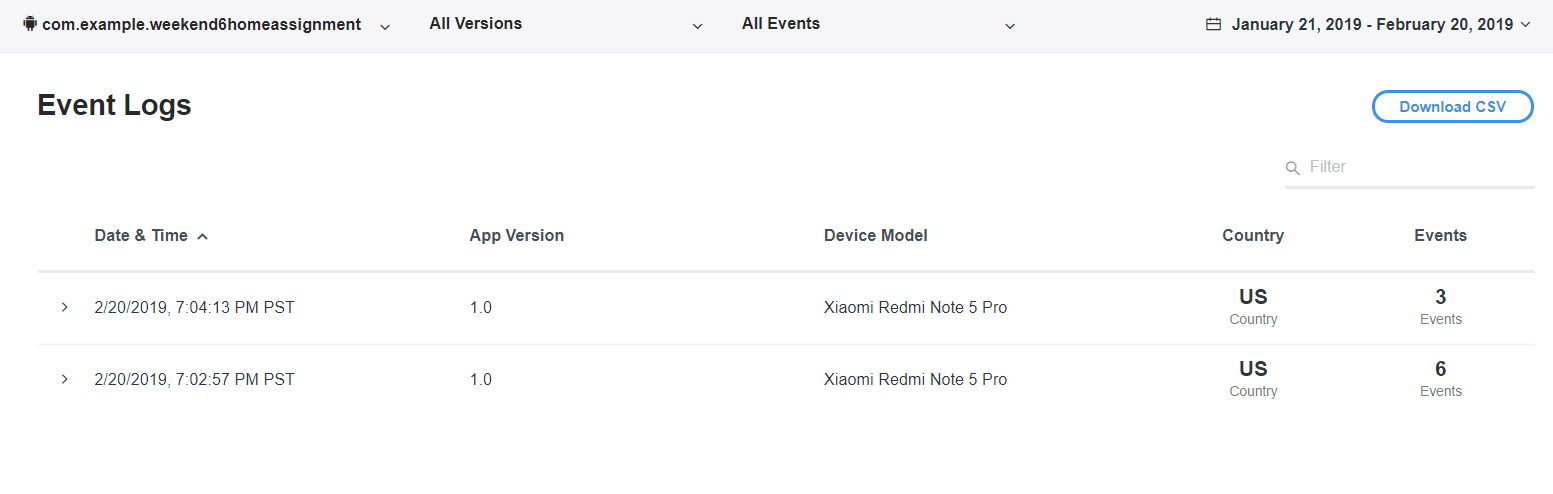 com.example.weekend6homeassignment All Versions All Events January 21, 2019 - February 20, 2019
Event Logs
Download CSV
Filter
Date & Time App Version Device Model Country Events
2/20/2019, 7:04:13 PM PST 1.0 Xiaomi Redmi Note 5 Pro US 3
Country Events
2/20/2019, 7:02:57 PM PST 1.0 Xiaomi Redmi Note 5 Pro US 6
Country Events